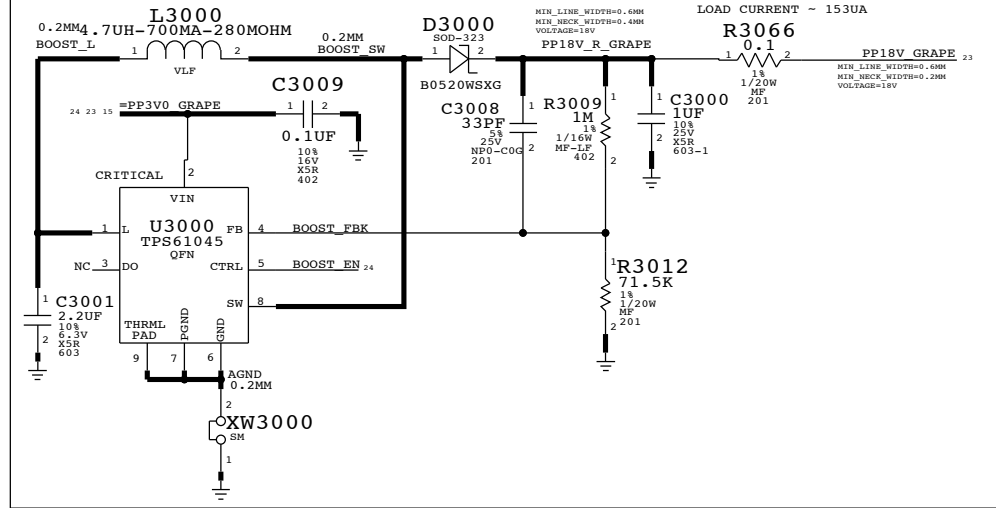 L3000
0.2MM 4.7UH-700MA-280MOHM
BOOST_L
1 2
VLF
0.2MM
BOOST_SW
D3000
SOD-323
1 2
B0520WSXG
MIN_LINE_WIDTH=0.6MM
MIN_NECK_WIDTH=0.4MM
VOLTAGE=18V
PP18V_R_GRAPE
LOAD CURRENT ~ 153UA
R3066
0.1
1 2
1%
1/20W
MF
201
PP18V_GRAPE 23
MIN_LINE_WIDTH=0.6MM
MIN_NECK_WIDTH=0.2MM
VOLTAGE=18V
24 23 15 =PP3V0_GRAPE
C3009
1 2
0.1UF
10%
16V
X5R
402
1
C3008
33PF
5%
25V
NP0-C0G
201
2
1
R3009
1M
1%
1/16W
MF-LF
402
2
1
C3000
1UF
10%
25V
X5R
603-1
2
CRITICAL
2
VIN
U3000
TPS61045
QFN
1 L
NC 3 DO
FB 4 BOOST_FBK
CTRL 5 BOOST_EN 24
SW 8
THRML
PAD
PGND
GND
9 7 6
1
C3001
2.2UF
10%
6.3V
X5R
603
2
1
R3012
71.5K
1%
1/20W
MF
201
2
AGND
0.2MM
2
XW3000
SM
1